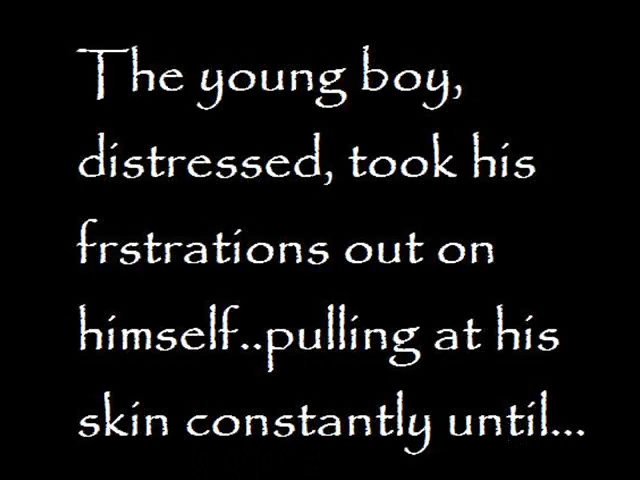 The young boy,
distressed, took his
frstrations out on
himself..pulling at his
skin constantly until...